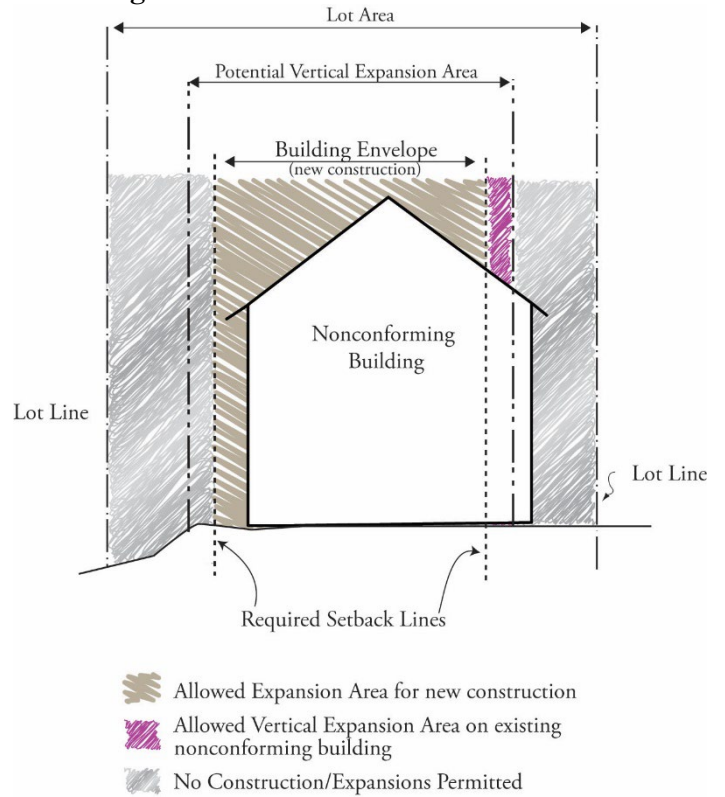 Lot Area
Potential Vertical Expansion Area
Building Envelope
(new construction)
Nonconforming
Building
Lot Line
Lot Line
Required Setback Lines
Allowed Expansion Area for new construction
Allowed Vertical Expansion Area on existing
nonconforming building
No Construction/Expansions Permitted